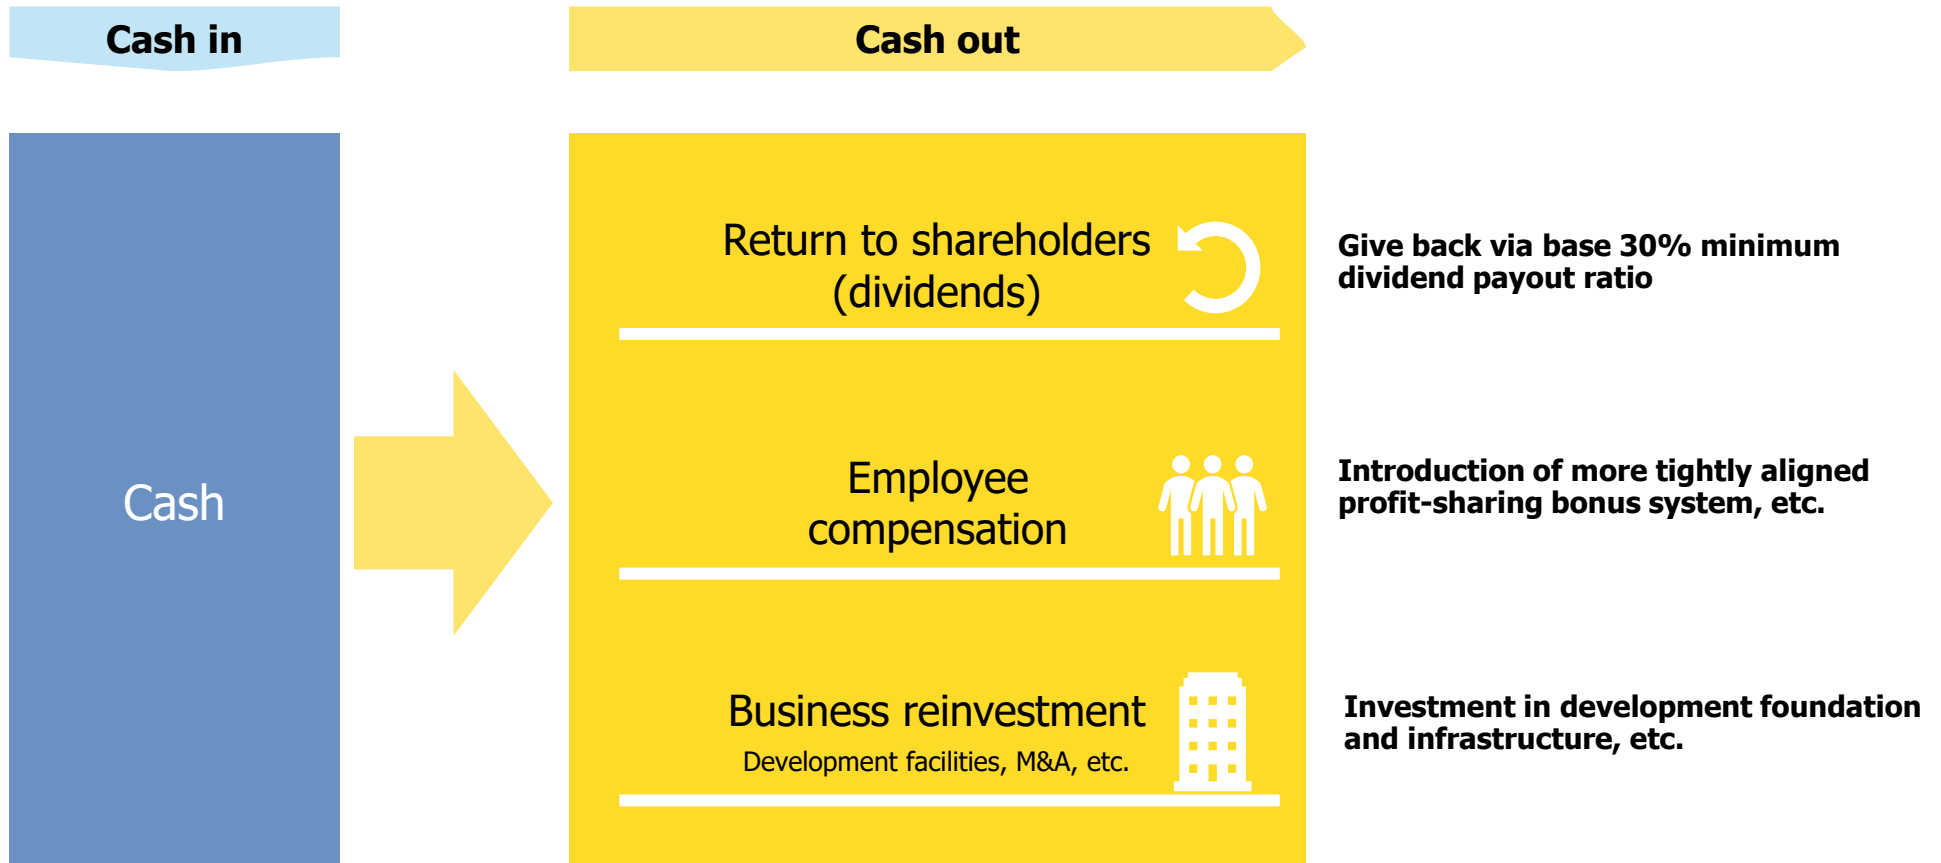 Cash in
Cash out
Cash
Return to shareholders
(dividends)
Give back via base 30% minimum
dividend payout ratio
Employee
compensation
Introduction of more tightly aligned
profit-sharing bonus system, etc.
Business reinvestment
Development facilities, M&A, etc.
Investment in development foundation
and infrastructure, etc.